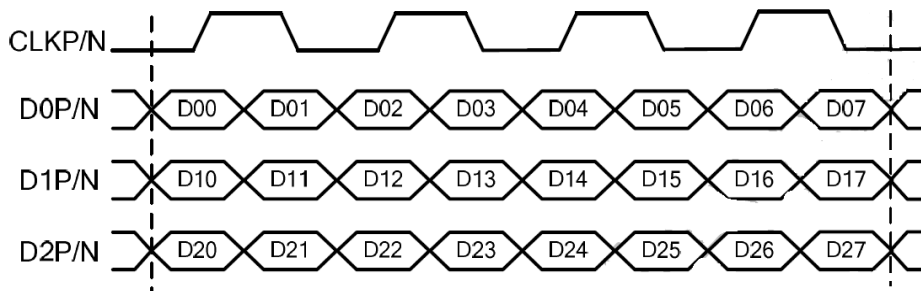 CLKP/N
D0P/N D00 D01 D02 D03 D04 D05 D06 D07
D1P/N D10 D11 D12 D13 D14 D15 D16 D17
D2P/N D20 D21 D22 D23 D24 D25 D26 D27